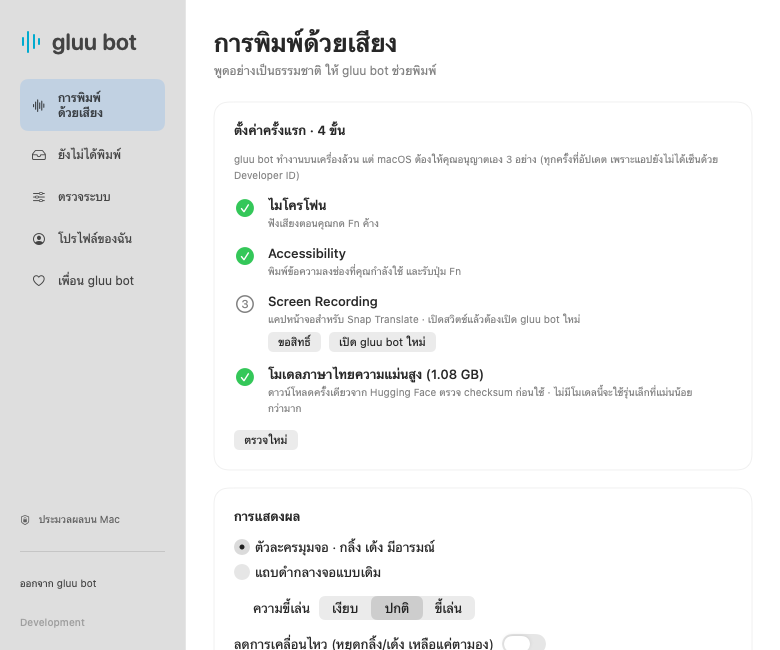 gluu bot
การพิมพ์
ด้วยเสียง
ยังไม่ได้พิมพ์
ตรวจระบบ
โปรไฟล์ของฉัน
เพื่อน gluu bot
ประมวลผลบน Mac
ออกจาก gluu bot
Development
การพิมพ์ด้วยเสียง
พูดอย่างเป็นธรรมชาติ ให้ gluu bot ช่วยพิมพ์
ตั้งค่าครั้งแรก · 4 ขั้น
gluu bot ทำงานบนเครื่องล้วน แต่ macOS ต้องให้คุณอนุญาตเอง 3 อย่าง (ทุกครั้งที่อัปเดต เพราะแอปยังไม่ได้เซ็นด้วย
Developer ID)
ไมโครโฟน
ฟังเสียงตอนคุณกด Fn ค้าง
Accessibility
พิมพ์ข้อความลงช่องที่คุณกำลังใช้ และรับปุ่ม Fn
3
Screen Recording
แคปหน้าจอสำหรับ Snap Translate · เปิดสวิตช์แล้วต้องเปิด gluu bot ใหม่
ขอสิทธิ์
เปิด gluu bot ใหม่
โมเดลภาษาไทยความแม่นสูง (1.08 GB)
ดาวน์โหลดครั้งเดียวจาก Hugging Face ตรวจ checksum ก่อนใช้ · ไม่มีโมเดลนี้จะใช้รุ่นเล็กที่แม่นน้อย
กว่ามาก
ตรวจใหม่
การแสดงผล
ตัวละครมุมจอ · กลิ้ง เด้ง มีอารมณ์
แถบดำกลางจอแบบเดิม
ความขี้เล่น
เงียบ
ปกติ
ขี้เล่น
ลดการเคลื่อนไหว (หยุดกลิ้ง/เด้ง เหลือแค่ตามอง)